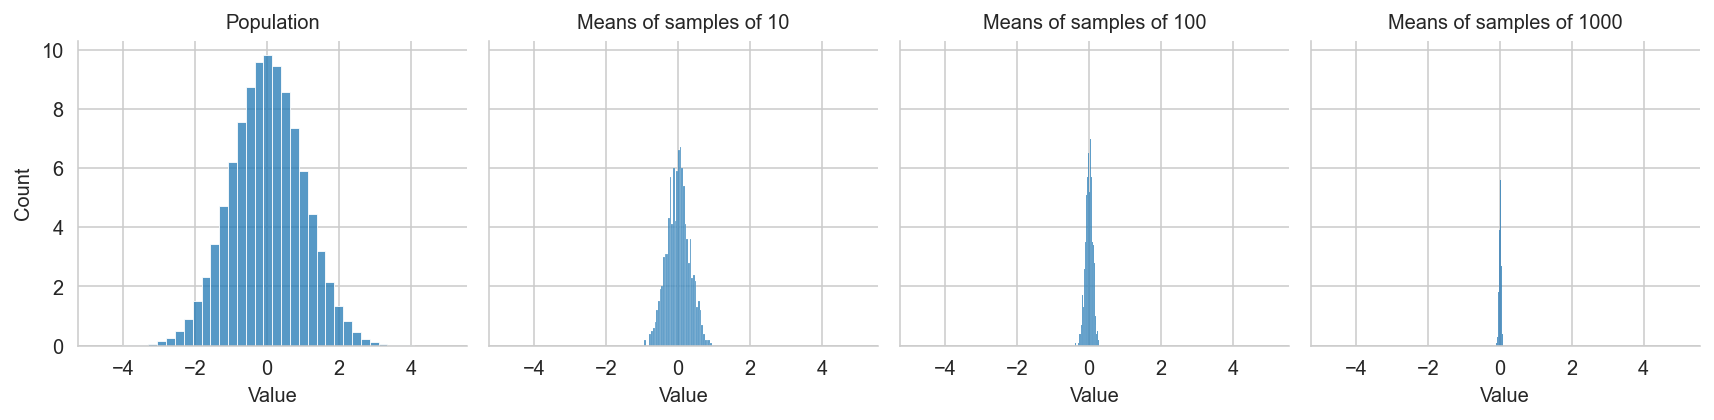 Population
Means of samples of 10
Means of samples of 100
Means of samples of 1000
Count
10
8
6
4
2
0
−4 −2 0 2 4
−4 −2 0 2 4
−4 −2 0 2 4
−4 −2 0 2 4
Value
Value
Value
Value